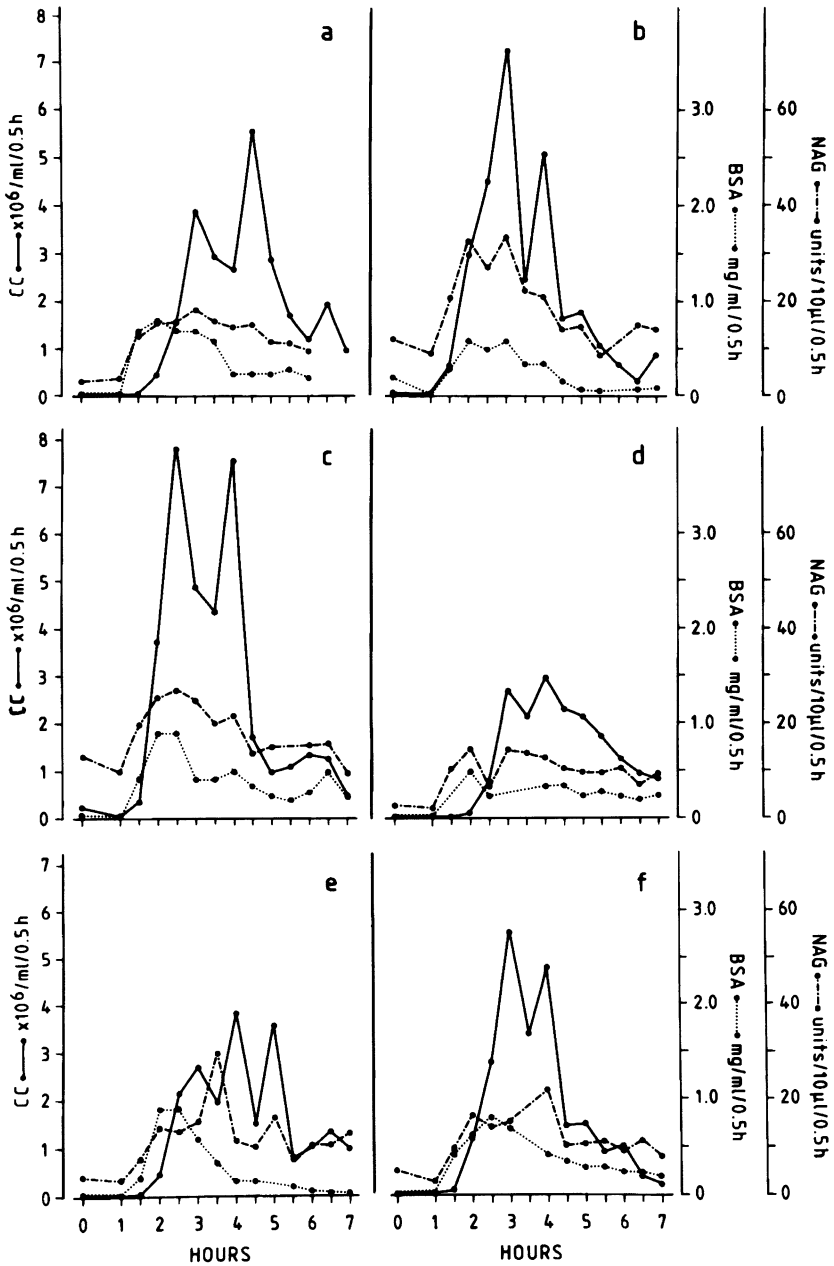 a
8
7
6
5
4
3
2
1
0
CC x10⁶/ml/0.5h
b
3.0
2.0
1.0
0
BSA mg/ml/0.5h
60
40
20
0
NAG units/10µl/0.5h
c
8
7
6
5
4
3
2
1
0
CC x10⁶/ml/0.5h
d
3.0
2.0
1.0
0
BSA mg/ml/0.5h
60
40
20
0
NAG units/10µl/0.5h
e
7
6
5
4
3
2
1
0
CC x10⁶/ml/0.5h
0 1 2 3 4 5 6 7
HOURS
f
3.0
2.0
1.0
0
BSA mg/ml/0.5h
60
40
20
0
NAG units/10µl/0.5h
0 1 2 3 4 5 6 7
HOURS